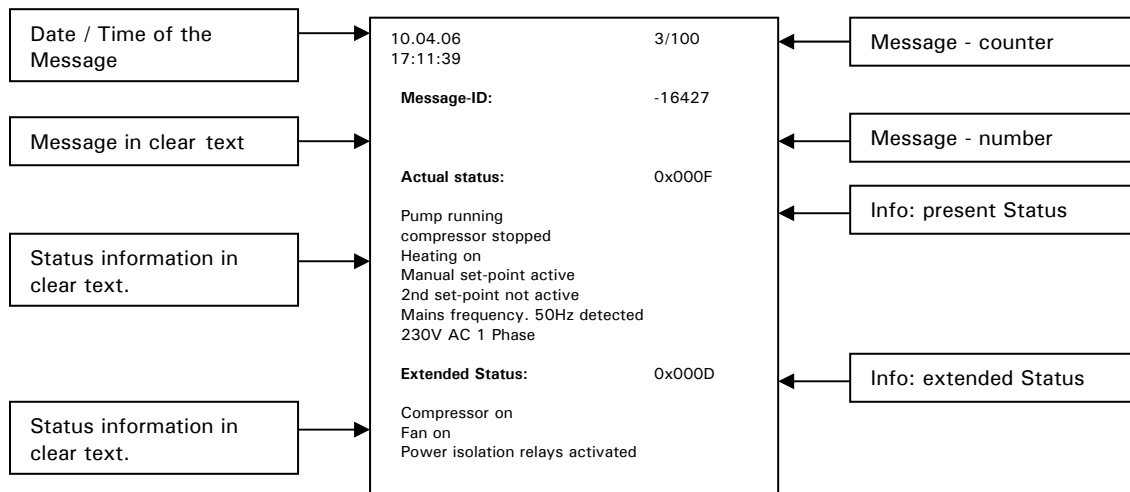 Date / Time of the
Message
Message in clear text
Status information in
clear text.
Status information in
clear text.
10.04.06 3/100
17:11:39
Message-ID: -16427
Actual status: 0x000F
Pump running
compressor stopped
Heating on
Manual set-point active
2nd set-point not active
Mains frequency. 50Hz detected
230V AC 1 Phase
Extended Status: 0x000D
Compressor on
Fan on
Power isolation relays activated
Message - counter
Message - number
Info: present Status
Info: extended Status